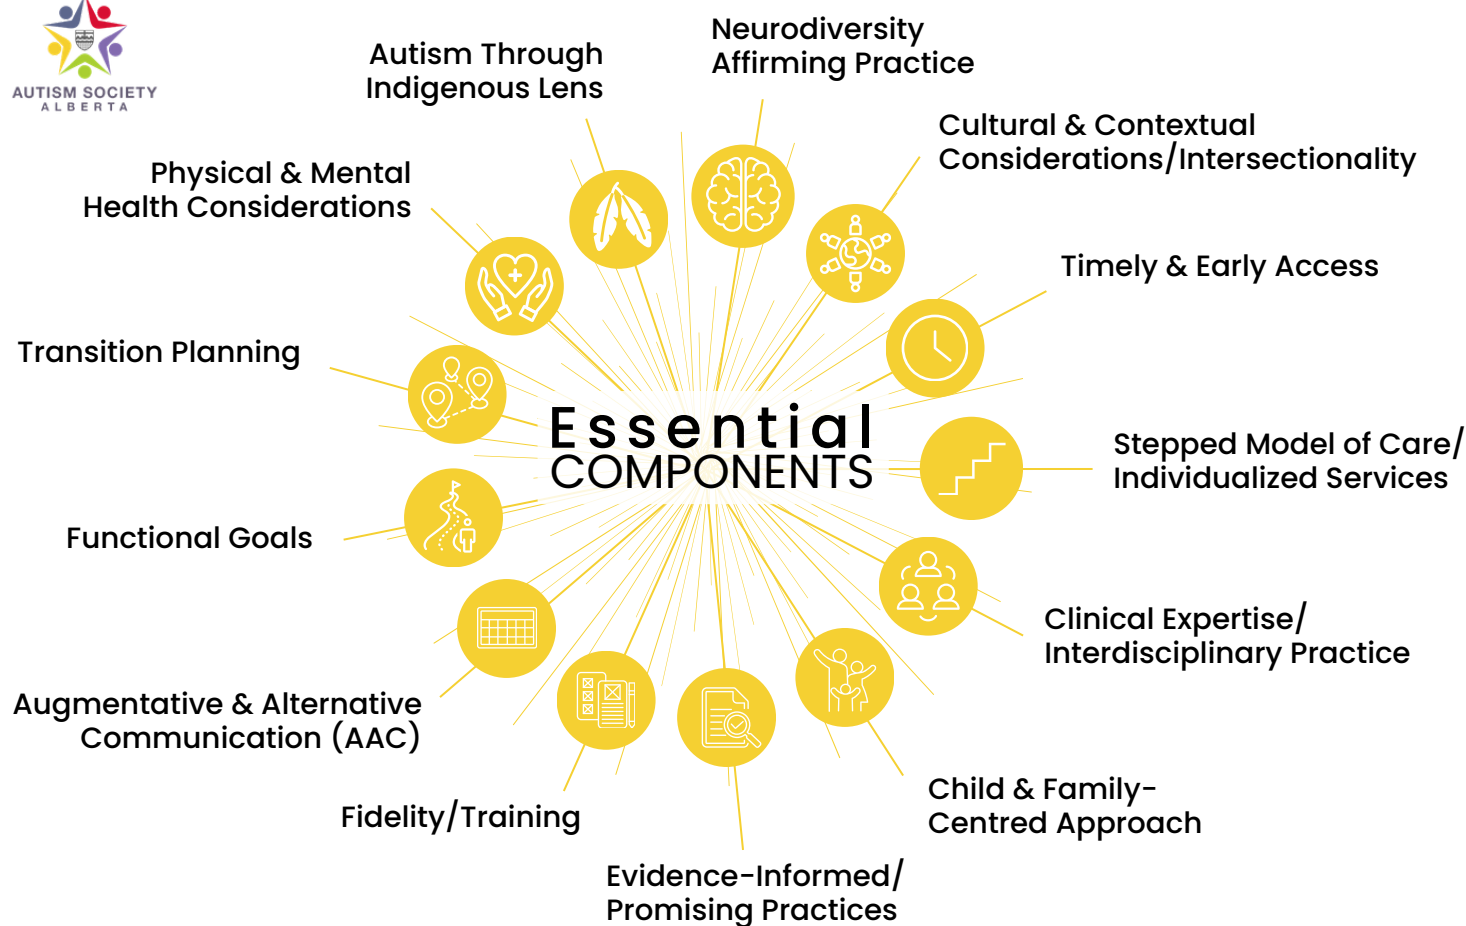 AUTISM SOCIETY
ALBERTA
Autism Through
Indigenous Lens
Neurodiversity
Affirming Practice
Cultural & Contextual
Considerations/Intersectionality
Timely & Early Access
Stepped Model of Care/
Individualized Services
Clinical Expertise/
Interdisciplinary Practice
Child & Family-
Centred Approach
Evidence-Informed/
Promising Practices
Fidelity/Training
Augmentative & Alternative
Communication (AAC)
Functional Goals
Transition Planning
Physical & Mental
Health Considerations
Essential
COMPONENTS